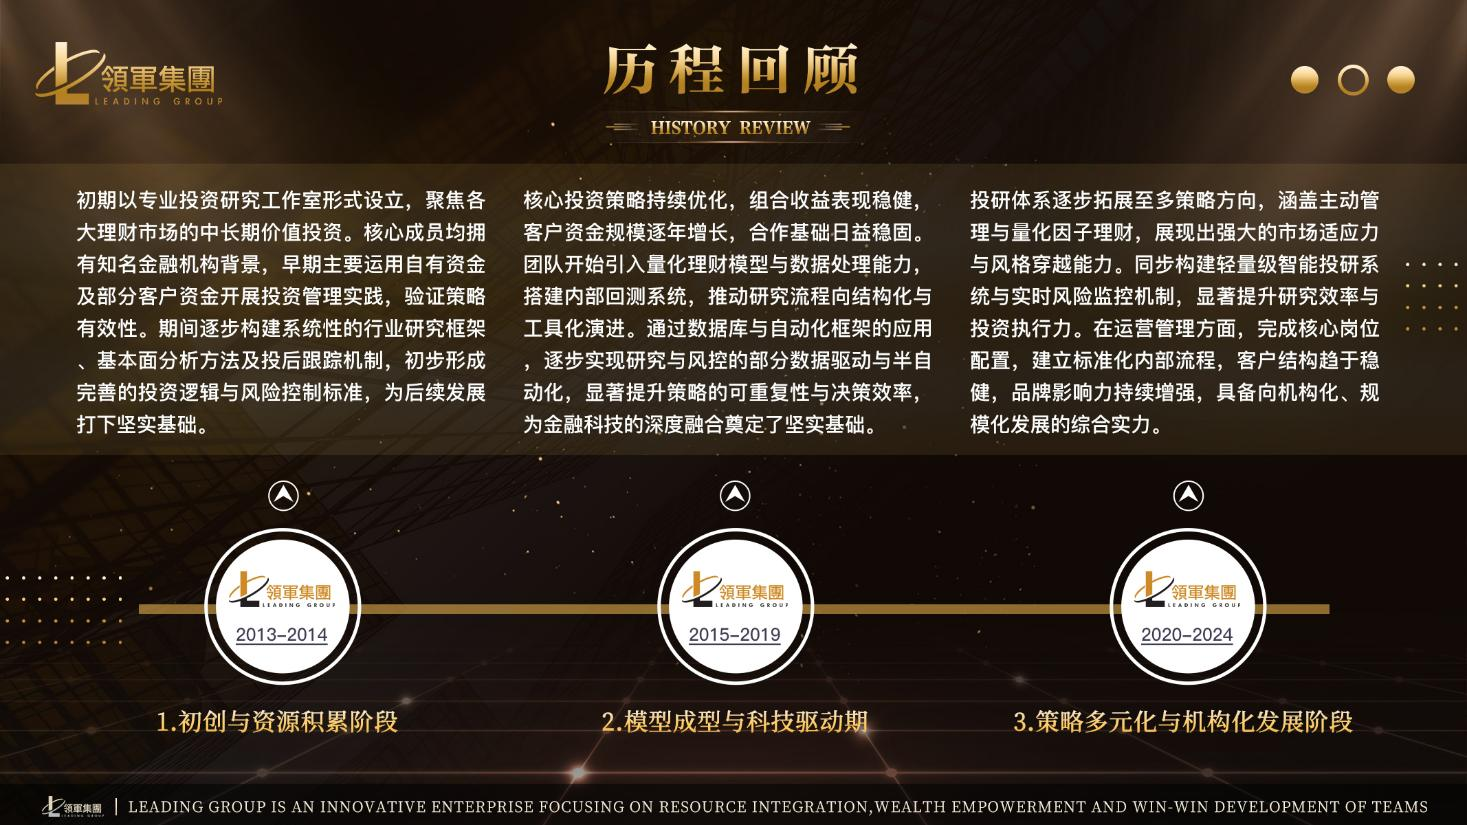 領軍集團
LEADING GROUP
历程回顾
HISTORY REVIEW
初期以专业投资研究工作室形式设立，聚焦各
大理财市场的中长期价值投资。核心成员均拥
有知名金融机构背景，早期主要运用自有资金
及部分客户资金开展投资管理实践，验证策略
有效性。期间逐步构建系统性的行业研究框架
、基本面分析方法及投后跟踪机制，初步形成
完善的投资逻辑与风险控制标准，为后续发展
打下坚实基础。
核心投资策略持续优化，组合收益表现稳健，
客户资金规模逐年增长，合作基础日益稳固。
团队开始引入量化理财模型与数据处理能力，
搭建内部回测系统，推动研究流程向结构化与
工具化演进。通过数据库与自动化框架的应用
，逐步实现研究与风控的部分数据驱动与半自
动化，显著提升策略的可重复性与决策效率，
为金融科技的深度融合奠定了坚实基础。
投研体系逐步拓展至多策略方向，涵盖主动管
理与量化因子理财，展现出强大的市场适应力
与风格穿越能力。同步构建轻量级智能投研系
统与实时风险监控机制，显著提升研究效率与
投资执行力。在运营管理方面，完成核心岗位
配置，建立标准化内部流程，客户结构趋于稳
健，品牌影响力持续增强，具备向机构化、规
模化发展的综合实力。
領軍集團
LEADING GROUP
2013-2014
領軍集團
LEADING GROUP
2015-2019
領軍集團
LEADING GROUP
2020-2024
1.初创与资源积累阶段
2.模型成型与科技驱动期
3.策略多元化与机构化发展阶段
領軍集團
LEADING GROUP
LEADING GROUP IS AN INNOVATIVE ENTERPRISE FOCUSING ON RESOURCE INTEGRATION,WEALTH EMPOWERMENT AND WIN-WIN DEVELOPMENT OF TEAMS